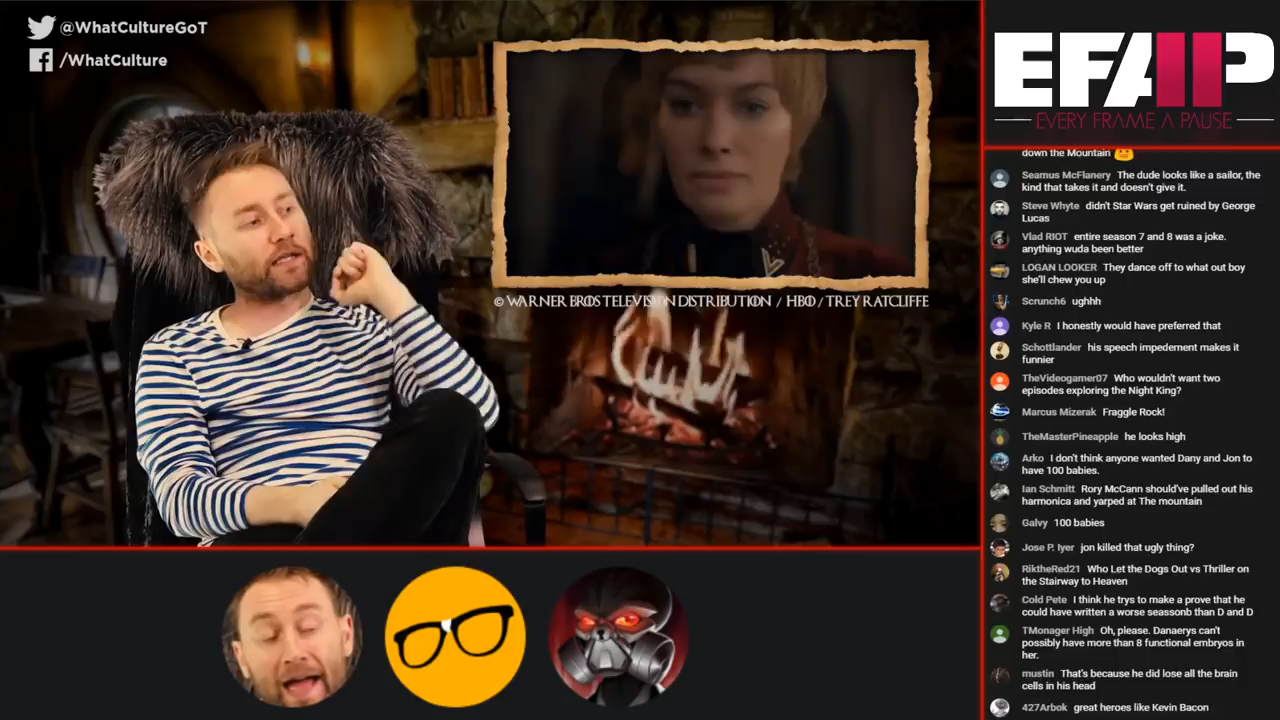 @WhatCultureGoT
/WhatCulture
© WARNER BROS TELEVISION DISTRIBUTION / HBO / TREY RATCLIFFE
EFAP
EVERY FRAME A PAUSE
down the Mountain
Seamus McFlanery The dude looks like a sailor, the
kind that takes it and doesn't give it.
Steve Whyte didn't Star Wars get ruined by George
Lucas
Vlad RIOT entire season 7 and 8 was a joke.
anything wuda been better
LOGAN LOOKER They dance off to what out boy
she'll chew you up
Scrunch6 ughhh
Kyle R I honestly would have preferred that
Schottlander his speech impedement makes it
funnier
TheVideogamer07 Who wouldn't want two
episodes exploring the Night King?
Marcus Mizerak Fraggle Rock!
TheMasterPineapple he looks high
Arko I don't think anyone wanted Dany and Jon to
have 100 babies.
Ian Schmitt Rory McCann should've pulled out his
harmonica and yarped at The mountain
Galvy 100 babies
Jose P. Iyer jon killed that ugly thing?
RiktheRed21 Who Let the Dogs Out vs Thriller on
the Stairway to Heaven
Cold Pete I think he trys to make a prove that he
could have written a worse seassonb than D and D
TMonager High Oh, please. Danaerys can't
possibly have more than 8 functional embryos in
her.
mustin That's because he did lose all the brain
cells in his head
427Arbok great heroes like Kevin Bacon